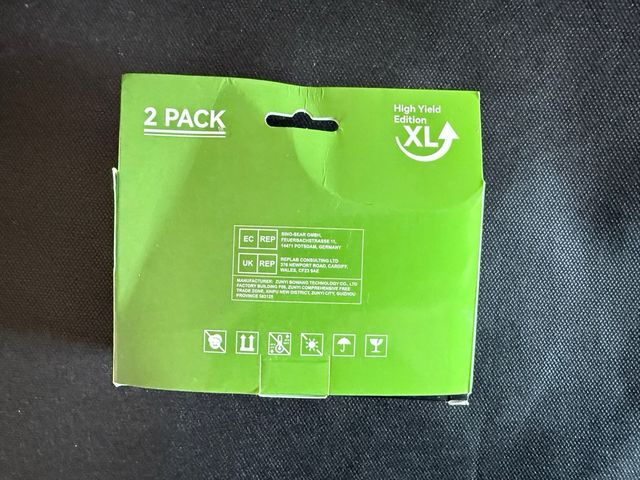 2 PACK
High Yield
Edition
XL
EC REP
SINO-BEAR GMBH,
FEUERBACHSTRASSE 11,
14471 POTSDAM, GERMANY
UK REP
REPLAB CONSULTING LTD
376 NEWPORT ROAD, CARDIFF,
WALES, CF23 9AE
MANUFACTURER: ZUNYI BOWANG TECHNOLOGY CO., LTD
FACTORY BUILDING F09, ZUNYI COMPREHENSIVE FREE
TRADE ZONE, XINPU NEW DISTRICT, ZUNYI CITY, GUIZHOU
PROVINCE 563125